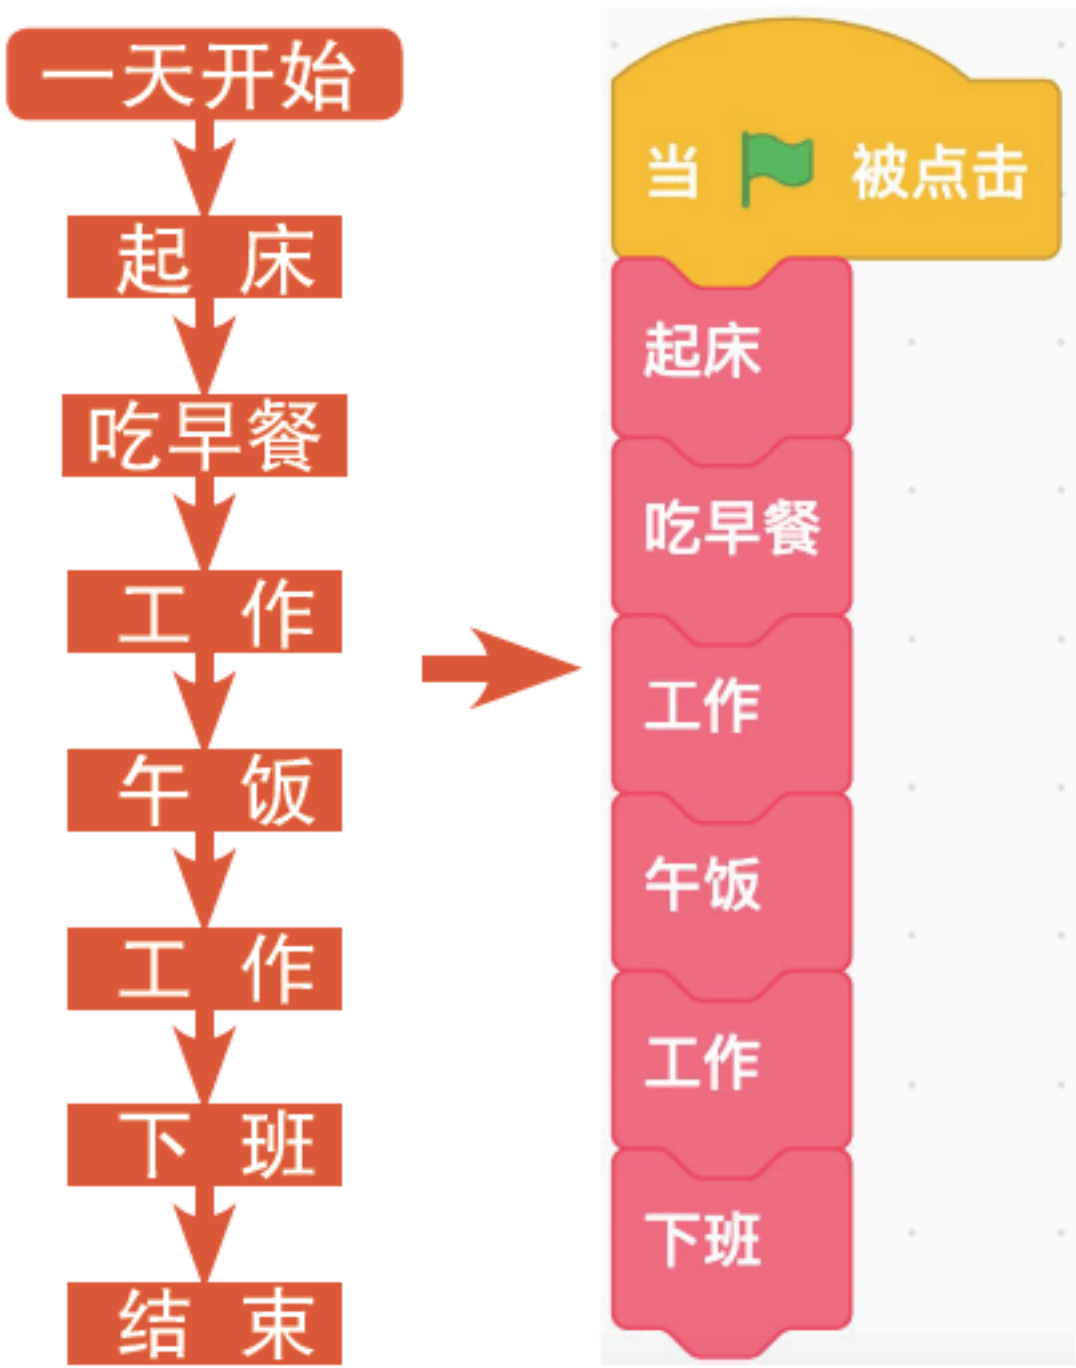 一天开始
起 床
吃早餐
工 作
午 饭
工 作
下 班
结 束
当 被点击
起床
吃早餐
工作
午饭
工作
下班